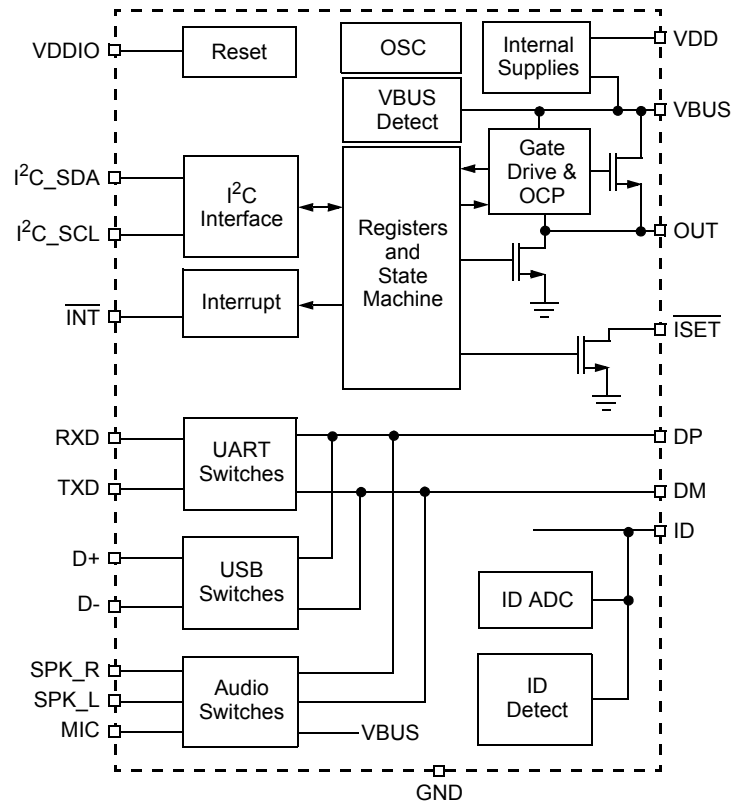 VDDIO
Reset
OSC
Internal
Supplies
VDD
VBUS
Detect
VBUS
Gate
Drive &
OCP
I²C_SDA
I²C_SCL
I²C
Interface
Registers
and
State
Machine
OUT
INT
Interrupt
ISET
RXD
TXD
UART
Switches
DP
DM
ID
D+
D-
USB
Switches
ID ADC
SPK_R
SPK_L
MIC
Audio
Switches
VBUS
ID
Detect
GND